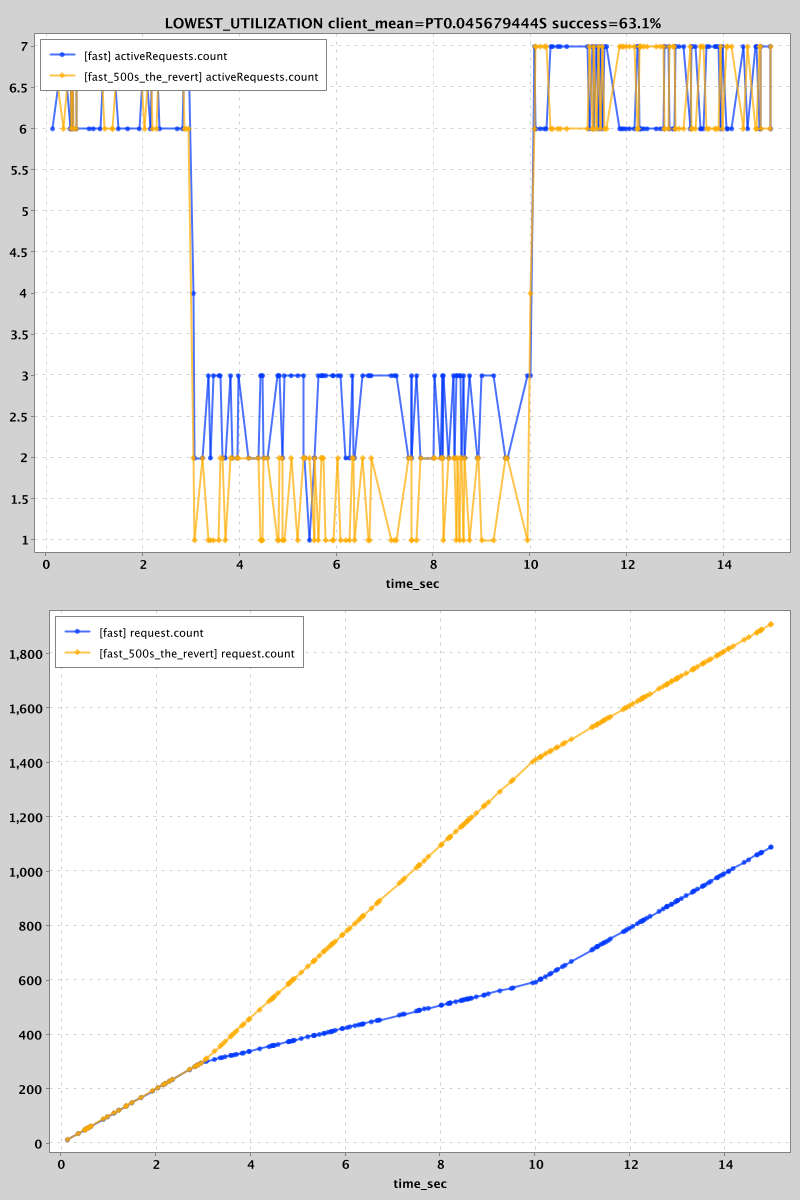 LOWEST_UTILIZATION client_mean=PT0.045679444S success=63.1%
[fast] activeRequests.count
[fast_500s_the_revert] activeRequests.count
7
6.5
6
5.5
5
4.5
4
3.5
3
2.5
2
1.5
1
0 2 4 6 8 10 12 14
time_sec
[fast] request.count
[fast_500s_the_revert] request.count
1,800
1,600
1,400
1,200
1,000
800
600
400
200
0
0 2 4 6 8 10 12 14
time_sec